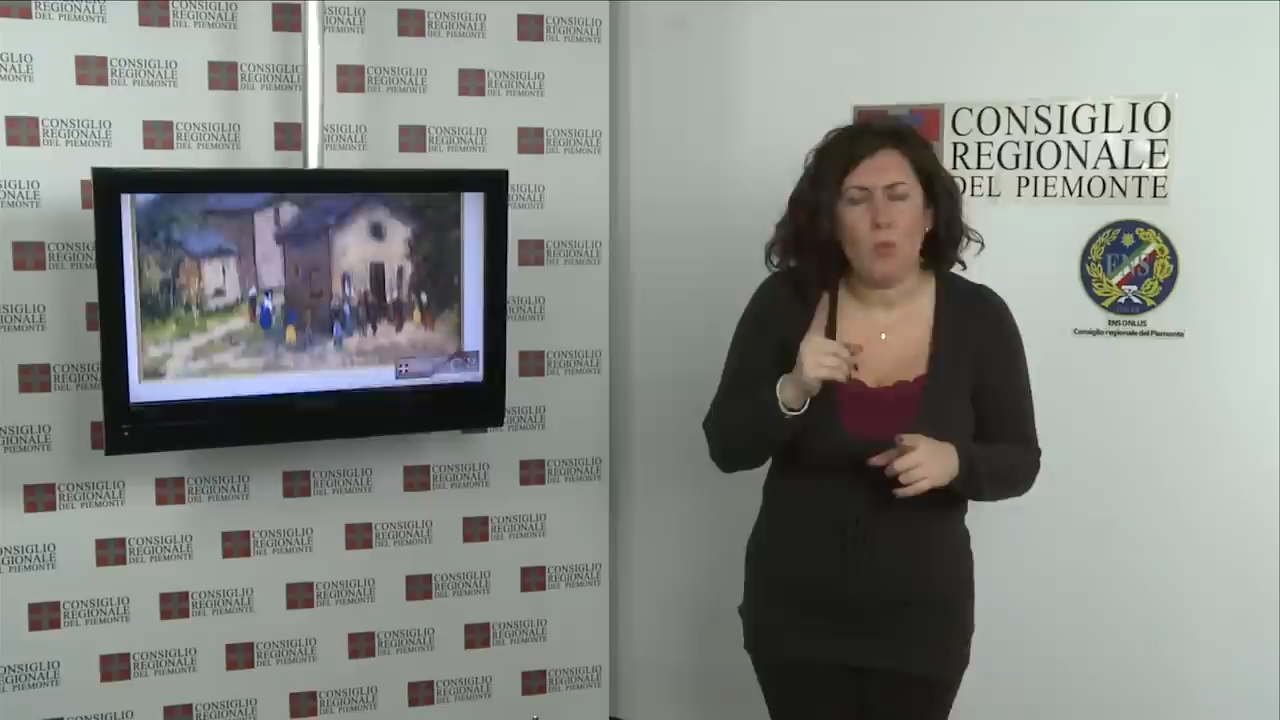 CONSIGLIO
REGIONALE
DEL PIEMONTE
ENS
ENS ONLUS
Consiglio regionale del Piemonte
CONSIGLIO
REGIONALE
DEL PIEMONTE